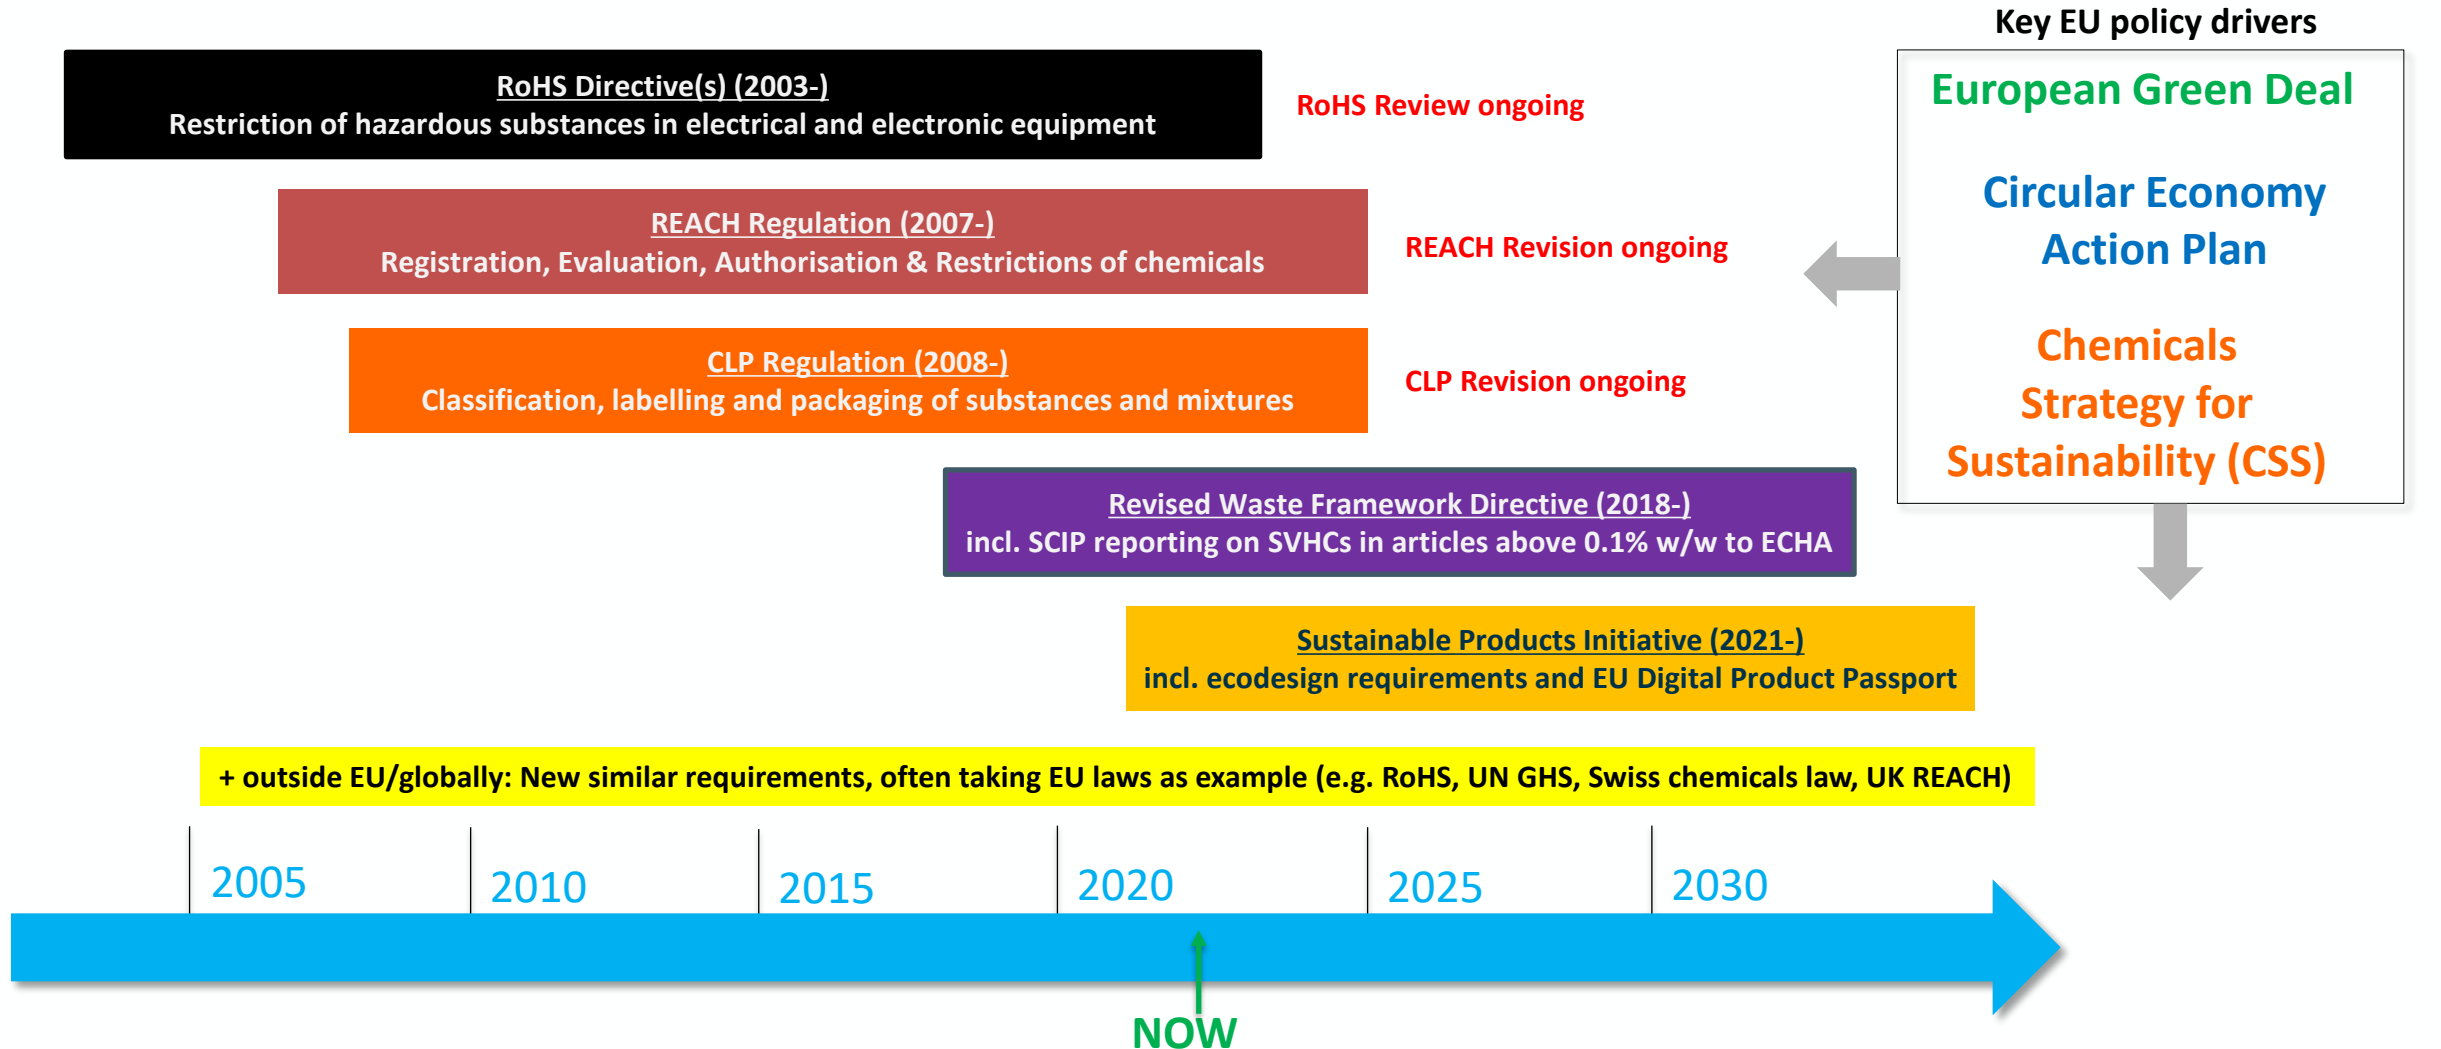 Key EU policy drivers
RoHS Directive(s) (2003-)
Restriction of hazardous substances in electrical and electronic equipment
RoHS Review ongoing
European Green Deal
Circular Economy
Action Plan
Chemicals
Strategy for
Sustainability (CSS)
REACH Regulation (2007-)
Registration, Evaluation, Authorisation & Restrictions of chemicals
REACH Revision ongoing
CLP Regulation (2008-)
Classification, labelling and packaging of substances and mixtures
CLP Revision ongoing
Revised Waste Framework Directive (2018-)
incl. SCIP reporting on SVHCs in articles above 0.1% w/w to ECHA
Sustainable Products Initiative (2021-)
incl. ecodesign requirements and EU Digital Product Passport
+ outside EU/globally: New similar requirements, often taking EU laws as example (e.g. RoHS, UN GHS, Swiss chemicals law, UK REACH)
2005
2010
2015
2020
2025
2030
NOW